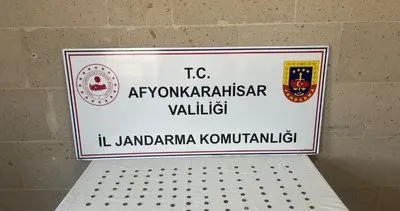 T.C.
AFYONKARAHİSAR
VALİLİĞİ
İL JANDARMA KOMUTANLIĞI